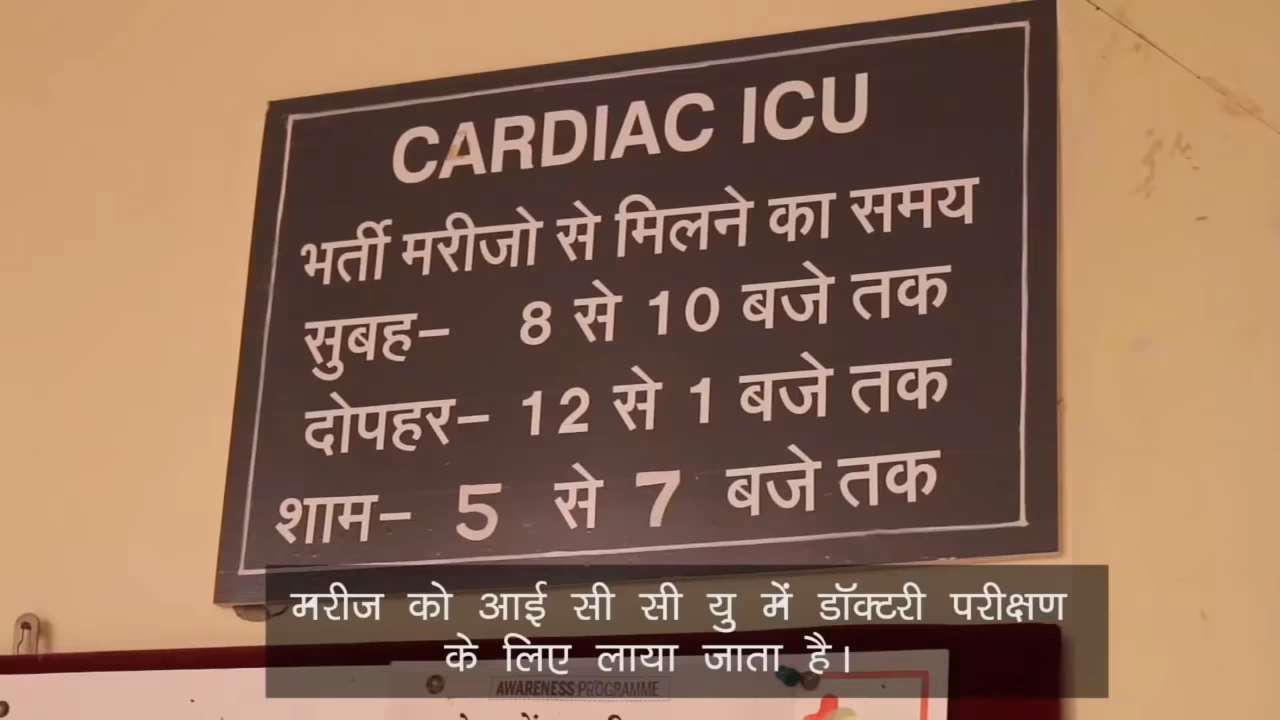 CARDIAC ICU
भर्ती मरीजो से मिलने का समय
सुबह- 8 से 10 बजे तक
दोपहर- 12 से 1 बजे तक
शाम- 5 से 7 बजे तक
मरीज को आई सी सी यु में डॉक्टरी परीक्षण
के लिए लाया जाता है।
AWARENESS PROGRAMME